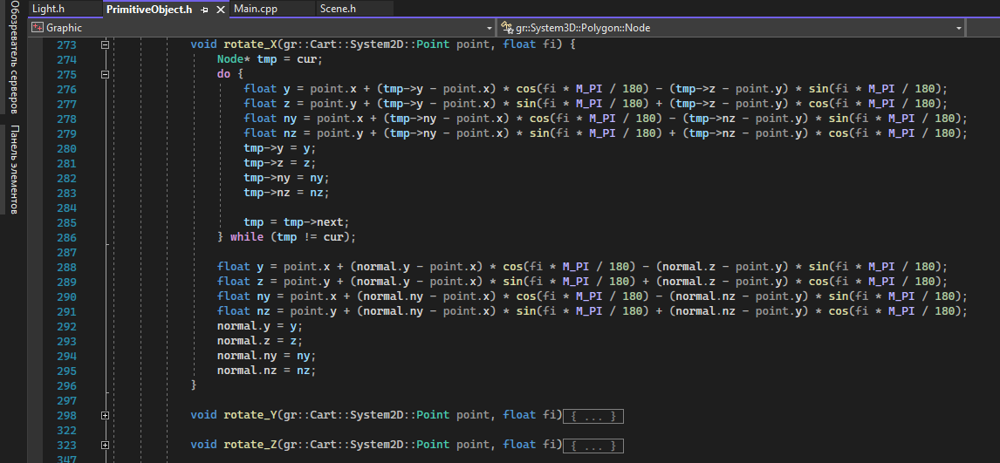 Обозреватель серверов
Панель элементов
Light.h
PrimitiveObject.h
Main.cpp
Scene.h
Graphic
gr::System3D::Polygon::Node
273 void rotate_X(gr::Cart::System2D::Point point, float fi) {
274 Node* tmp = cur;
275 do {
276 float y = point.x + (tmp->y - point.x) * cos(fi * M_PI / 180) - (tmp->z - point.y) * sin(fi * M_PI / 180);
277 float z = point.y + (tmp->y - point.x) * sin(fi * M_PI / 180) + (tmp->z - point.y) * cos(fi * M_PI / 180);
278 float ny = point.x + (tmp->ny - point.x) * cos(fi * M_PI / 180) - (tmp->nz - point.y) * sin(fi * M_PI / 180);
279 float nz = point.y + (tmp->ny - point.x) * sin(fi * M_PI / 180) + (tmp->nz - point.y) * cos(fi * M_PI / 180);
280 tmp->y = y;
281 tmp->z = z;
282 tmp->ny = ny;
283 tmp->nz = nz;
284
285 tmp = tmp->next;
286 } while (tmp != cur);
287
288 float y = point.x + (normal.y - point.x) * cos(fi * M_PI / 180) - (normal.z - point.y) * sin(fi * M_PI / 180);
289 float z = point.y + (normal.y - point.x) * sin(fi * M_PI / 180) + (normal.z - point.y) * cos(fi * M_PI / 180);
290 float ny = point.x + (normal.ny - point.x) * cos(fi * M_PI / 180) - (normal.nz - point.y) * sin(fi * M_PI / 180);
291 float nz = point.y + (normal.ny - point.x) * sin(fi * M_PI / 180) + (normal.nz - point.y) * cos(fi * M_PI / 180);
292 normal.y = y;
293 normal.z = z;
294 normal.ny = ny;
295 normal.nz = nz;
296 }
297
298 void rotate_Y(gr::Cart::System2D::Point point, float fi){ ... }
322
323 void rotate_Z(gr::Cart::System2D::Point point, float fi){ ... }
347